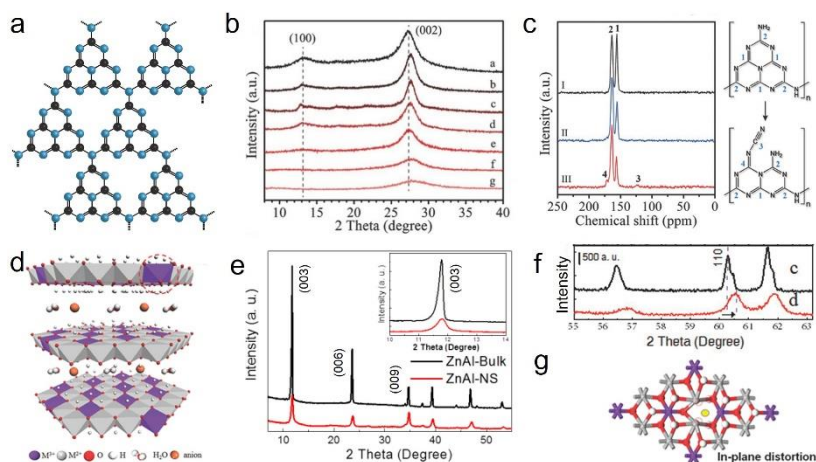 a
b
(100)
(002)
a
b
c
d
e
f
g
Intensity (a.u.)
10
15
20
25
30
35
40
2 Theta (degree)
c
2 1
I
II
III
4
3
Intensity (a.u.)
250
200
150
100
50
0
Chemical shift (ppm)
NH₂
2
N
N
1
1
N
N
N
2
1
2
N
N
N
H
n
N
C
3
N
NH₂
4
2
N
N
N
N
2
1
2
N
N
N
H
n
d
M³⁺
M²⁺
O
H
H₂O
anion
e
(003)
(006)
(009)
Intensity (a. u.)
10
20
30
40
50
2 Theta (Degree)
(003)
Intensity (a. u.)
10
11
12
13
14
2 Theta (Degree)
ZnAl-Bulk
ZnAl-NS
f
500 a. u.
110
c
d
Intensity
55
56
57
58
59
60
61
62
63
2 Theta (Degree)
g
In-plane distortion